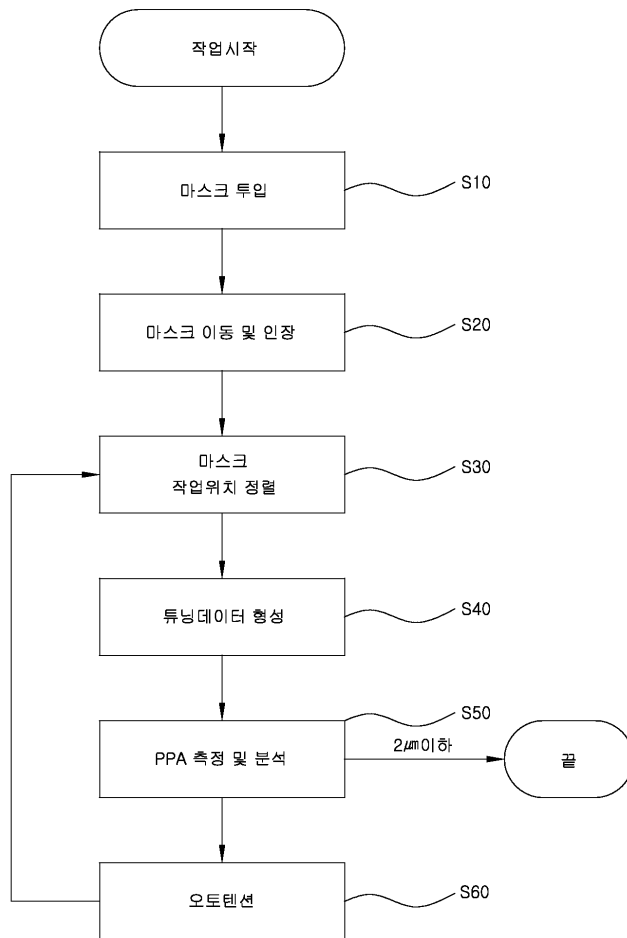 작업시작
마스크 투입
S10
마스크 이동 및 인장
S20
마스크
작업위치 정렬
S30
튜닝데이터 형성
S40
PPA 측정 및 분석
S50
2㎛이하
끝
오토텐션
S60